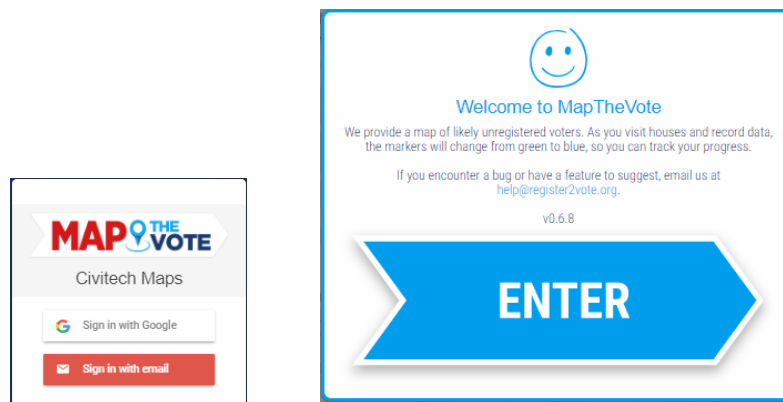 MAP THE VOTE
Civitech Maps
Sign in with Google
Sign in with email
Welcome to MapTheVote
We provide a map of likely unregistered voters. As you visit houses and record data,
the markers will change from green to blue, so you can track your progress.
If you encounter a bug or have a feature to suggest, email us at
help@register2vote.org.
v0.6.8
ENTER